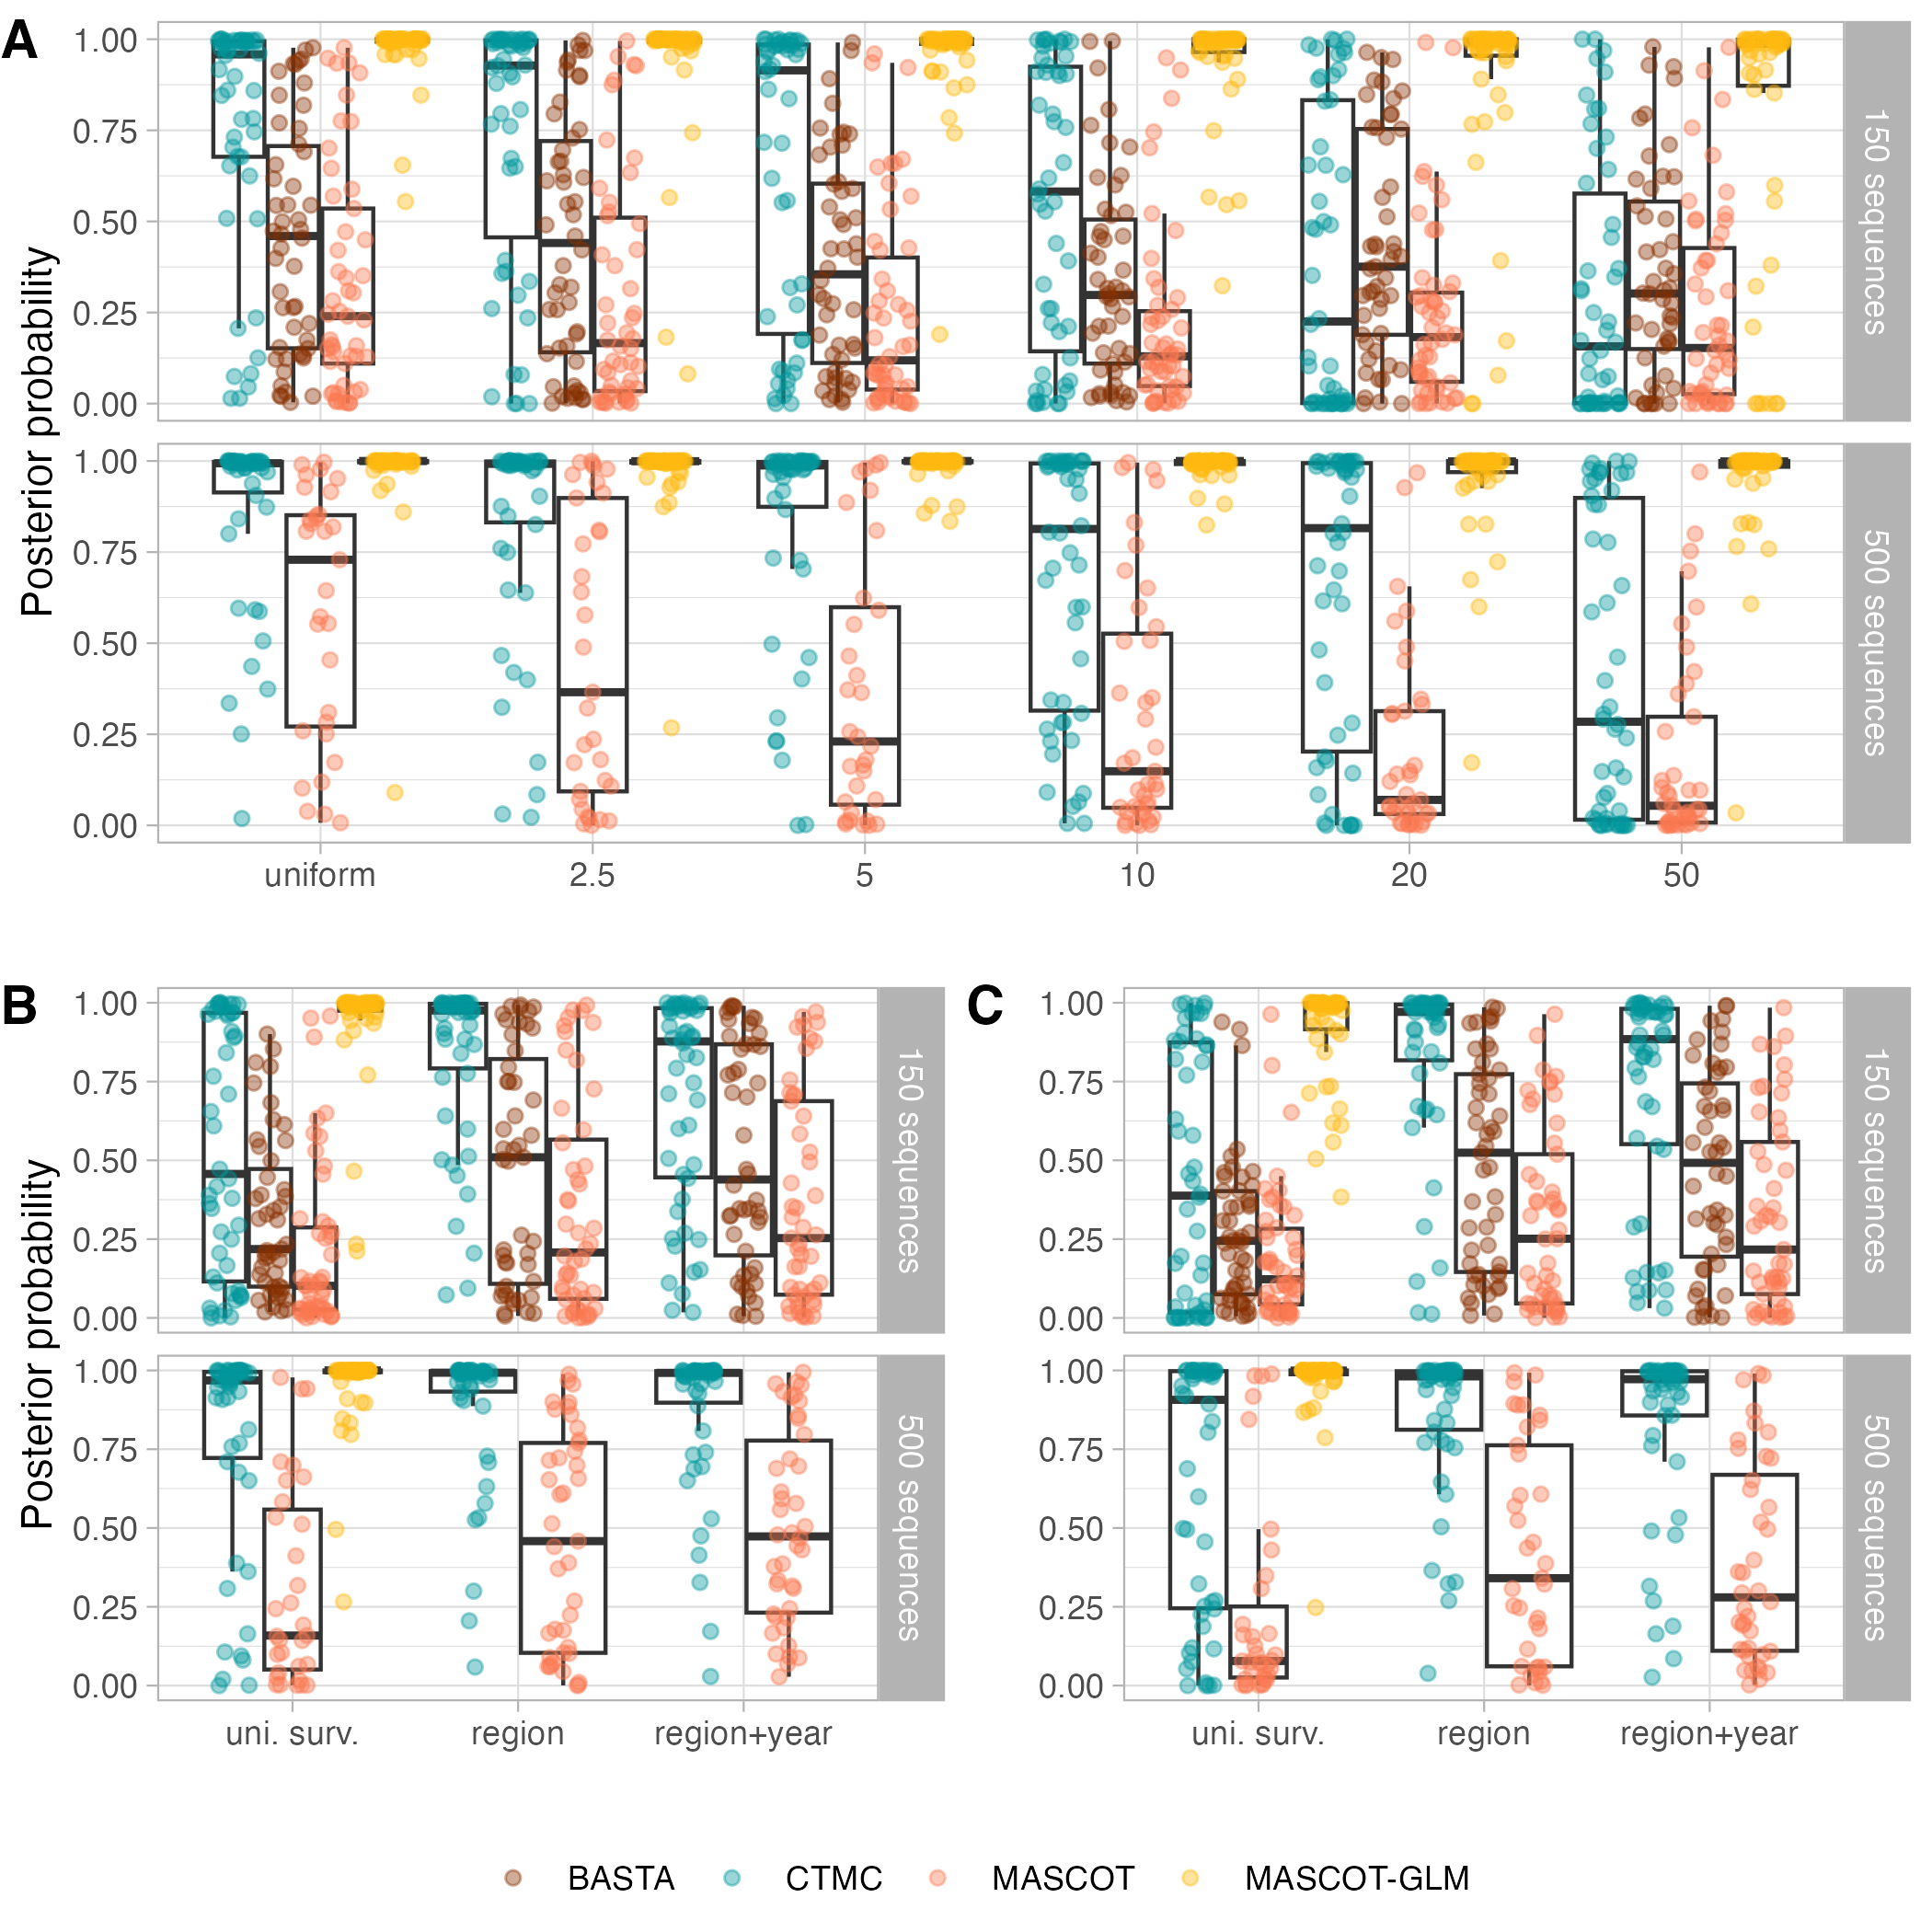 A
Posterior probability
1.00
0.75
0.50
0.25
0.00
150 sequences
1.00
0.75
0.50
0.25
0.00
500 sequences
uniform 2.5 5 10 20 50
B
Posterior probability
1.00
0.75
0.50
0.25
0.00
150 sequences
1.00
0.75
0.50
0.25
0.00
500 sequences
uni. surv. region region+year
C
1.00
0.75
0.50
0.25
0.00
150 sequences
1.00
0.75
0.50
0.25
0.00
500 sequences
uni. surv. region region+year
BASTA CTMC MASCOT MASCOT-GLM